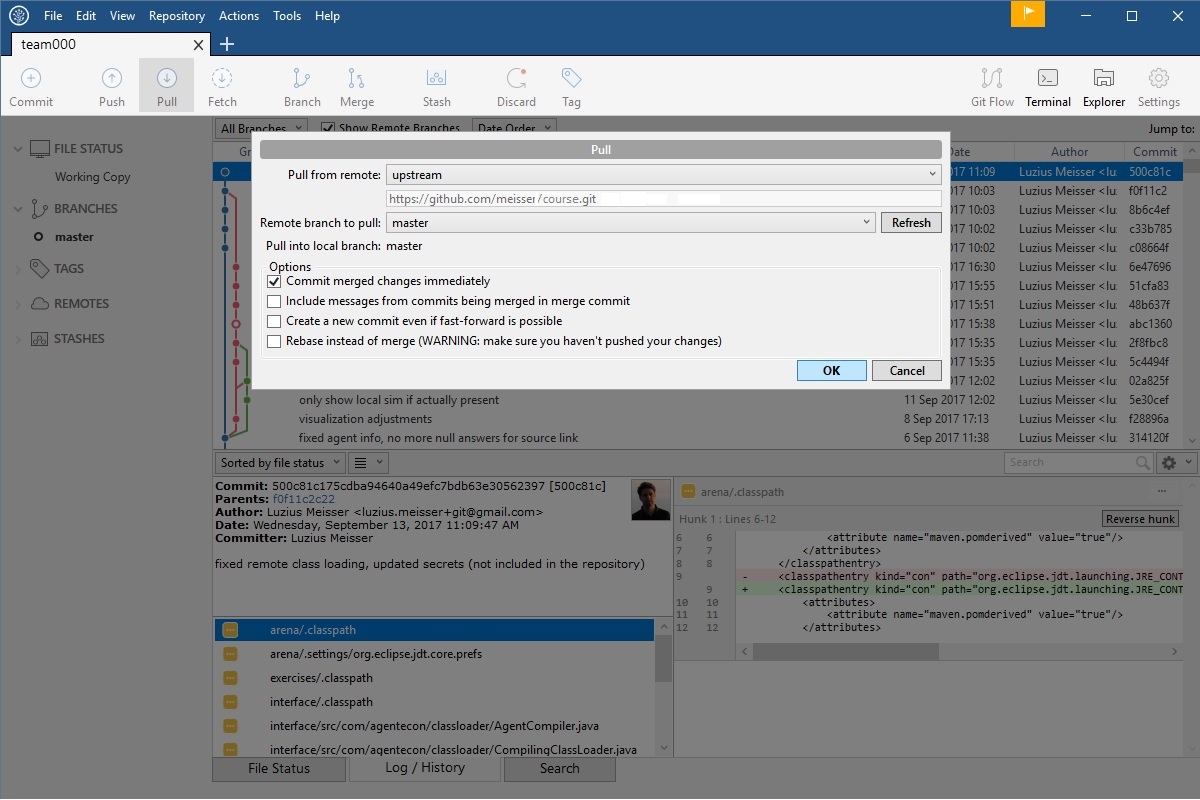 File Edit View Repository Actions Tools Help
team000
Commit Push Pull Fetch Branch Merge Stash Discard Tag Git Flow Terminal Explorer Settings
All Branches Show Remote Branches Date Order Jump to:
Author Commit
Pull
Pull from remote: upstream
https://github.com/meisser/course.git
Remote branch to pull: master Refresh
Pull into local branch: master
Options
Commit merged changes immediately
Include messages from commits being merged in merge commit
Create a new commit even if fast-forward is possible
Rebase instead of merge (WARNING: make sure you haven't pushed your changes)
OK Cancel
FILE STATUS
Working Copy
BRANCHES
master
TAGS
REMOTES
STASHES
11:09 Luzius Meisser <lu: 500c81c
10:03 Luzius Meisser <lu: f0f11c2
10:03 Luzius Meisser <lu: 8b6c4ef
10:02 Luzius Meisser <lu: c33b785
10:02 Luzius Meisser <lu: c08664f
16:30 Luzius Meisser <lu: 6e47696
15:55 Luzius Meisser <lu: 51cfa83
15:51 Luzius Meisser <lu: 48b637f
15:38 Luzius Meisser <lu: abc1360
15:35 Luzius Meisser <lu: 2f8fbc8
15:35 Luzius Meisser <lu: 5c4494f
12:02 Luzius Meisser <lu: 02a825f
only show local sim if actually present 11 Sep 2017 12:02 Luzius Meisser <lu: 5e30cef
visualization adjustments 8 Sep 2017 17:13 Luzius Meisser <lu: f28896a
fixed agent info, no more null answers for source link 6 Sep 2017 11:38 Luzius Meisser <lu: 314120f
Sorted by file status Search
Commit: 500c81c175cdba94640a49efc7bdb63e30562397 [500c81c]
Parents: f0f11c2c22
Author: Luzius Meisser <luzius.meisser+git@gmail.com>
Date: Wednesday, September 13, 2017 11:09:47 AM
Committer: Luzius Meisser
fixed remote class loading, updated secrets (not included in the repository)
arena/.classpath
arena/.settings/org.eclipse.jdt.core.prefs
exercises/.classpath
interface/.classpath
interface/src/com/agentecon/classloader/AgentCompiler.java
interface/src/com/agentecon/classloader/CompilingClassLoader.java
arena/.classpath
Hunk 1 : Lines 6-12 Reverse hunk
6 6 <attribute name="maven.pomderived" value="true"/>
7 7 </attributes>
8 8 </classpathentry>
9 - <classpathentry kind="con" path="org.eclipse.jdt.launching.JRE_CONT
9 + <classpathentry kind="con" path="org.eclipse.jdt.launching.JRE_CONT
10 10 <attributes>
11 11 <attribute name="maven.pomderived" value="true"/>
12 12 </attributes>
File Status Log / History Search